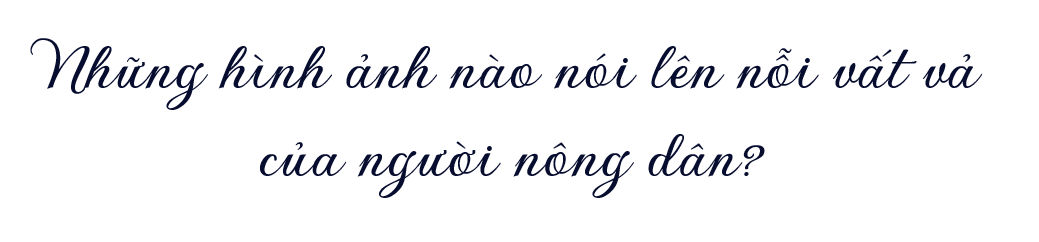 Những hình ảnh nào nói lên nỗi vất vả
của người nông dân?